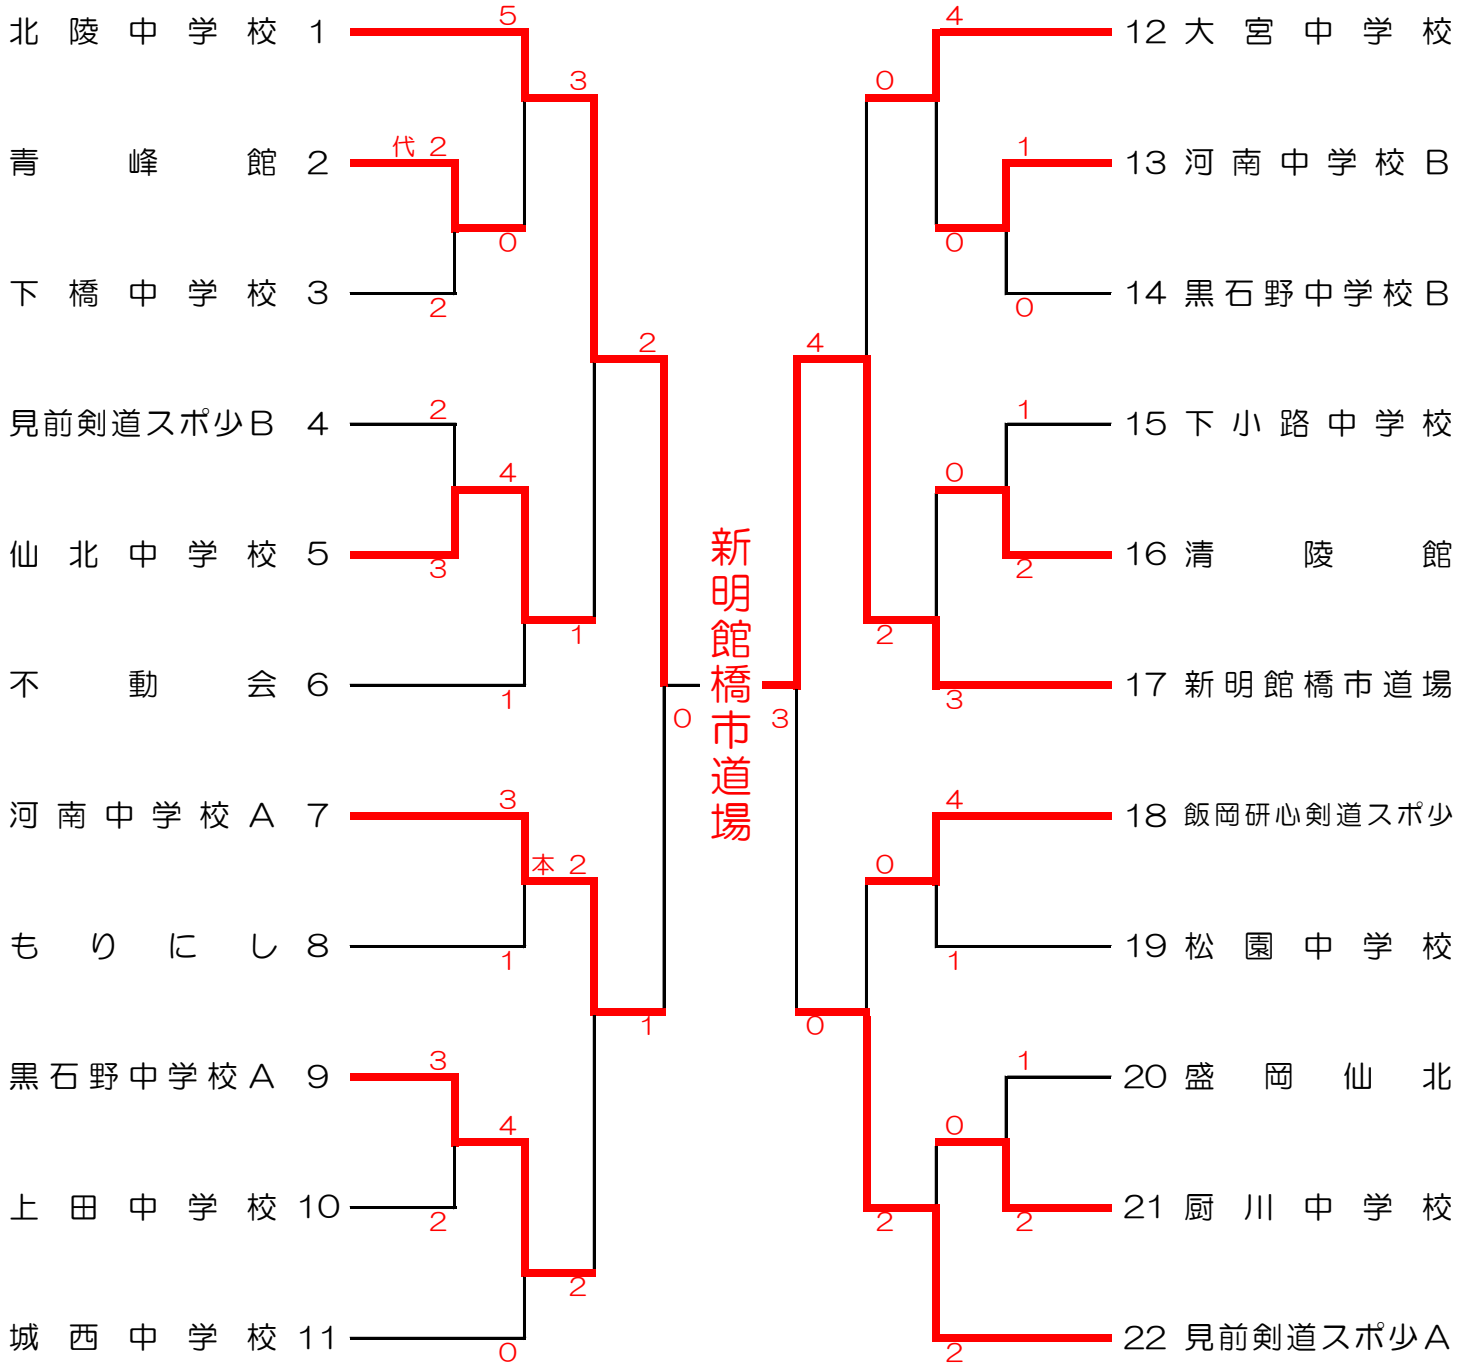 北陵中学校 1
5
3
青峰館 2
代 2
0
下橋中学校 3
2
2
見前剣道スポ少B 4
2
4
仙北中学校 5
3
1
不動会 6
1
0
河南中学校A 7
3
本 2
もりにし 8
1
1
黒石野中学校A 9
3
4
上田中学校 10
2
2
城西中学校 11
0
新明館橋市道場
4
12 大宮中学校
0
1
13 河南中学校B
0
14 黒石野中学校B
0
4
1
15 下小路中学校
0
16 清陵館
2
2
17 新明館橋市道場
3
3
4
18 飯岡研心剣道スポ少
0
19 松園中学校
1
0
1
20 盛岡仙北
0
21 厨川中学校
2
2
22 見前剣道スポ少A
2